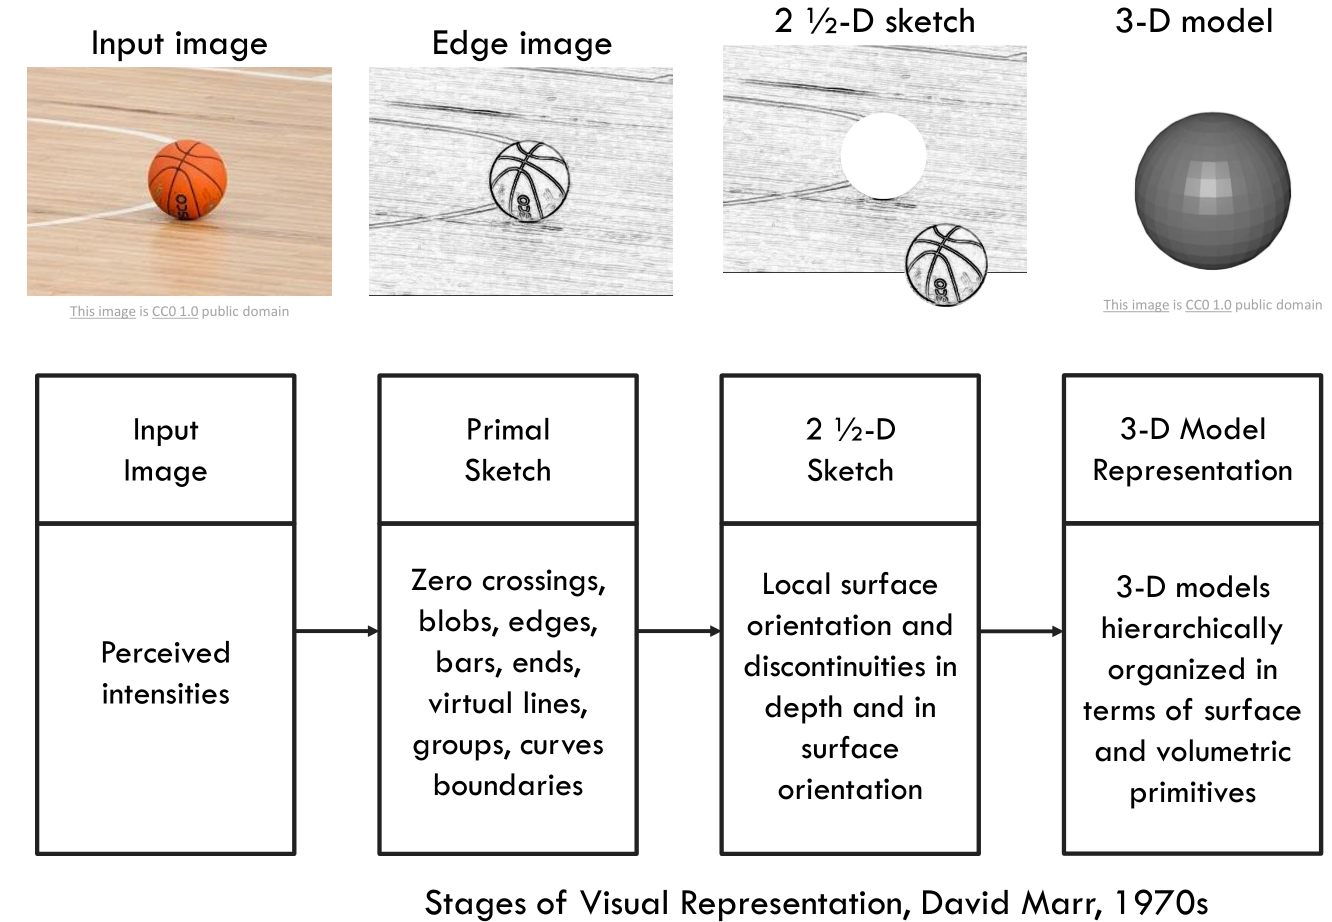 Input image
Edge image
2 ½-D sketch
3-D model
SCO
SCO
SCO
This image is CC0 1.0 public domain
This image is CC0 1.0 public domain
Input
Image
Perceived
intensities
Primal
Sketch
Zero crossings,
blobs, edges,
bars, ends,
virtual lines,
groups, curves
boundaries
2 ½-D
Sketch
Local surface
orientation and
discontinuities in
depth and in
surface
orientation
3-D Model
Representation
3-D models
hierarchically
organized in
terms of surface
and volumetric
primitives
Stages of Visual Representation, David Marr, 1970s